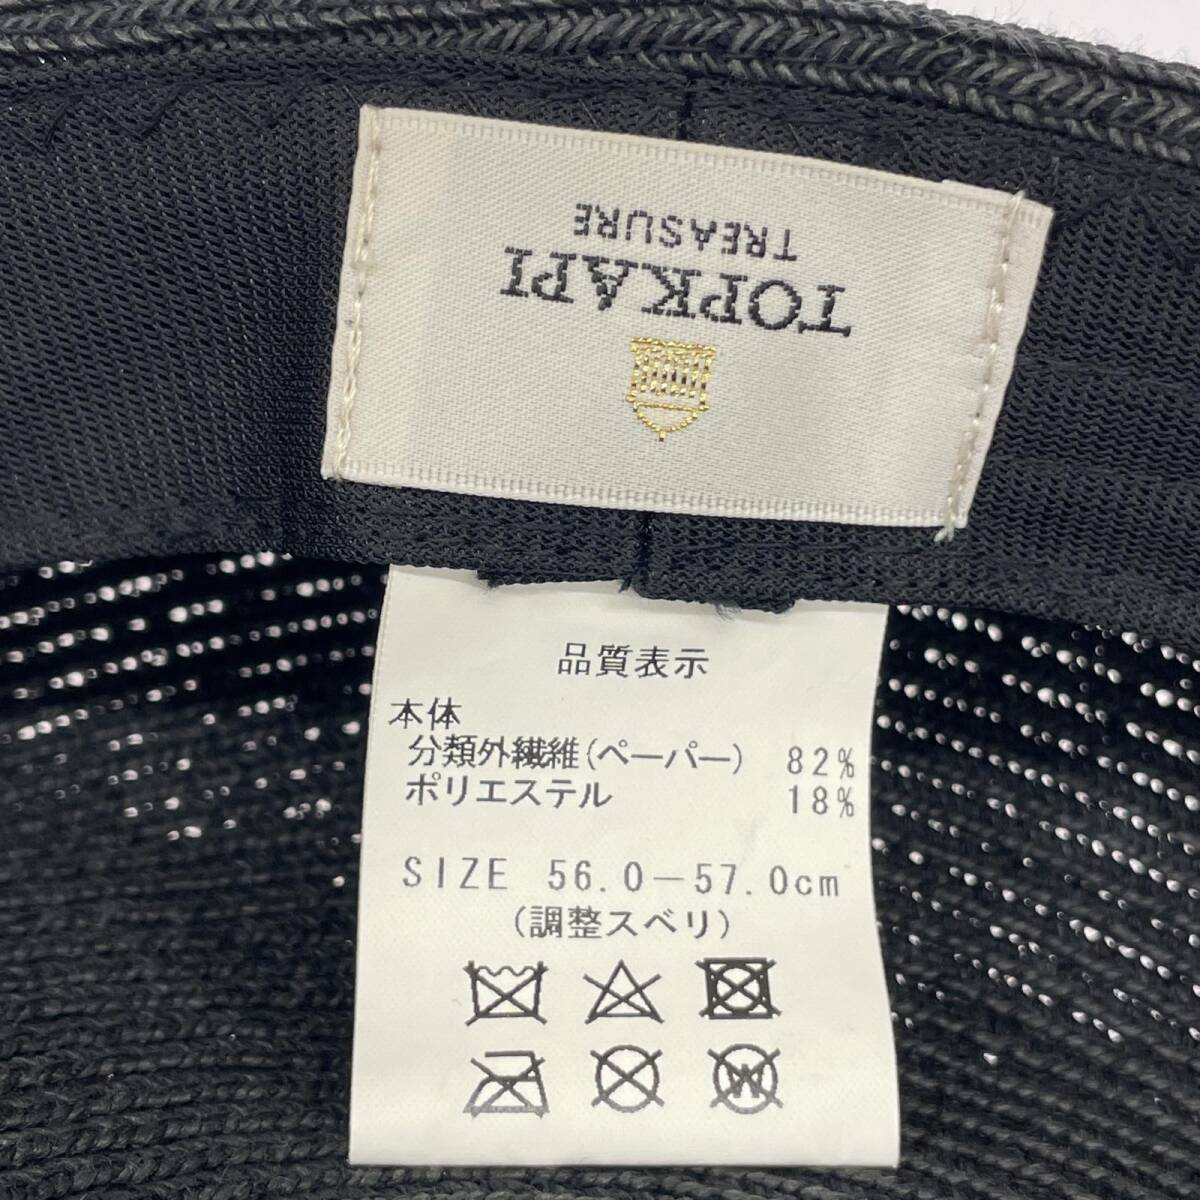 TOPKAPI
TREASURE
品質表示
本体
分類外繊維(ペーパー) 82%
ポリエステル 18%
SIZE 56.0-57.0cm
(調整スベリ)
W